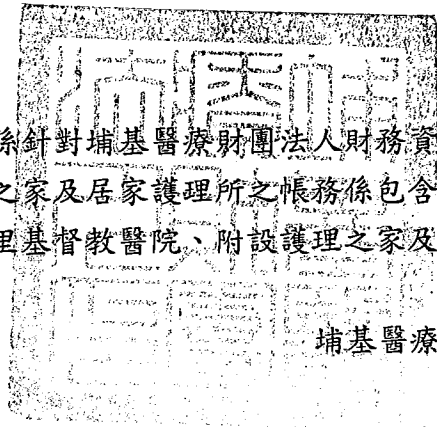 係針對埔基醫療財團法人財務資
之家及居家護理所之帳務係包含
里基督教醫院、附設護理之家及
埔基醫療